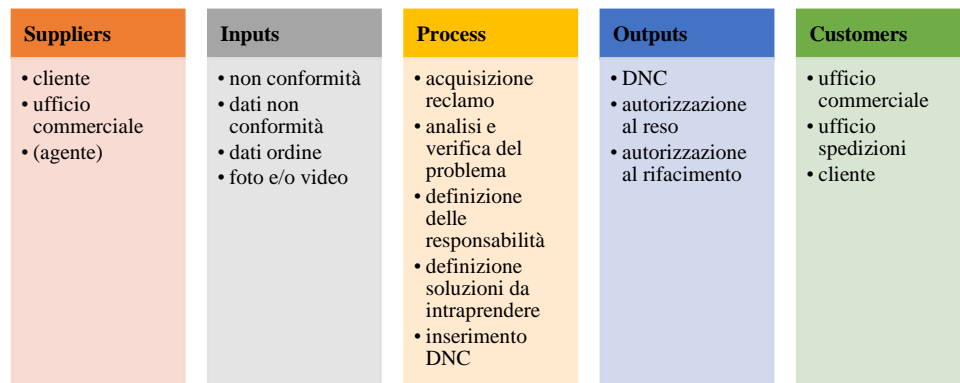 Suppliers
• cliente
• ufficio
commerciale
• (agente)
Inputs
• non conformità
• dati non
conformità
• dati ordine
• foto e/o video
Process
• acquisizione
reclamo
• analisi e
verifica del
problema
• definizione
delle
responsabilità
• definizione
soluzioni da
intraprendere
• inserimento
DNC
Outputs
• DNC
• autorizzazione
al reso
• autorizzazione
al rifacimento
Customers
• ufficio
commerciale
• ufficio
spedizioni
• cliente